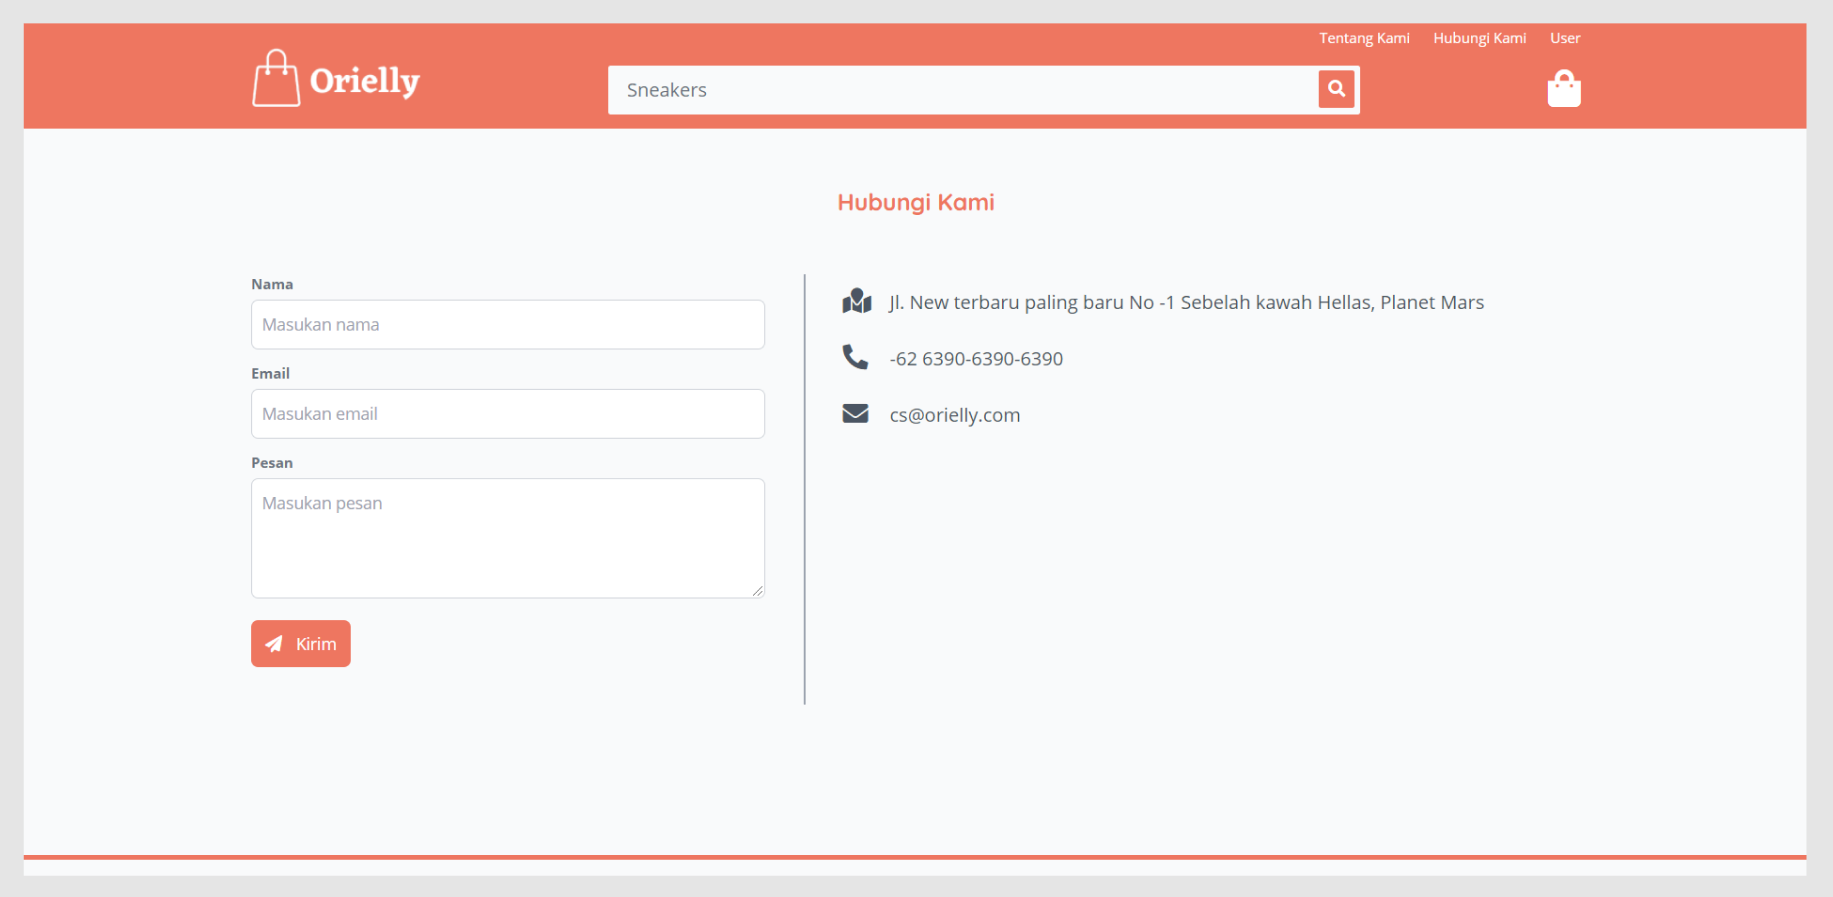 Tentang Kami Hubungi Kami User
Orielly
Sneakers
Hubungi Kami
Nama
Masukan nama
Email
Masukan email
Pesan
Masukan pesan
Kirim
Jl. New terbaru paling baru No -1 Sebelah kawah Hellas, Planet Mars
-62 6390-6390-6390
cs@orielly.com